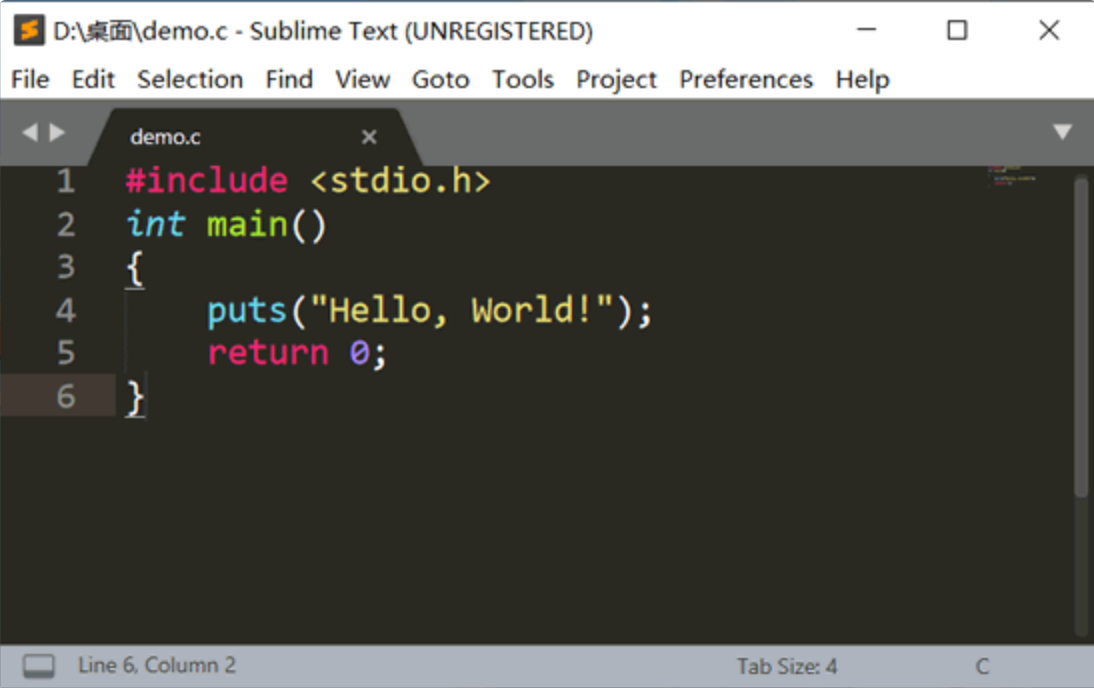 D:\桌面\demo.c - Sublime Text (UNREGISTERED)
File Edit Selection Find View Goto Tools Project Preferences Help
demo.c
1 #include <stdio.h>
2 int main()
3 {
4     puts("Hello, World!");
5     return 0;
6 }
Line 6, Column 2 Tab Size: 4 C